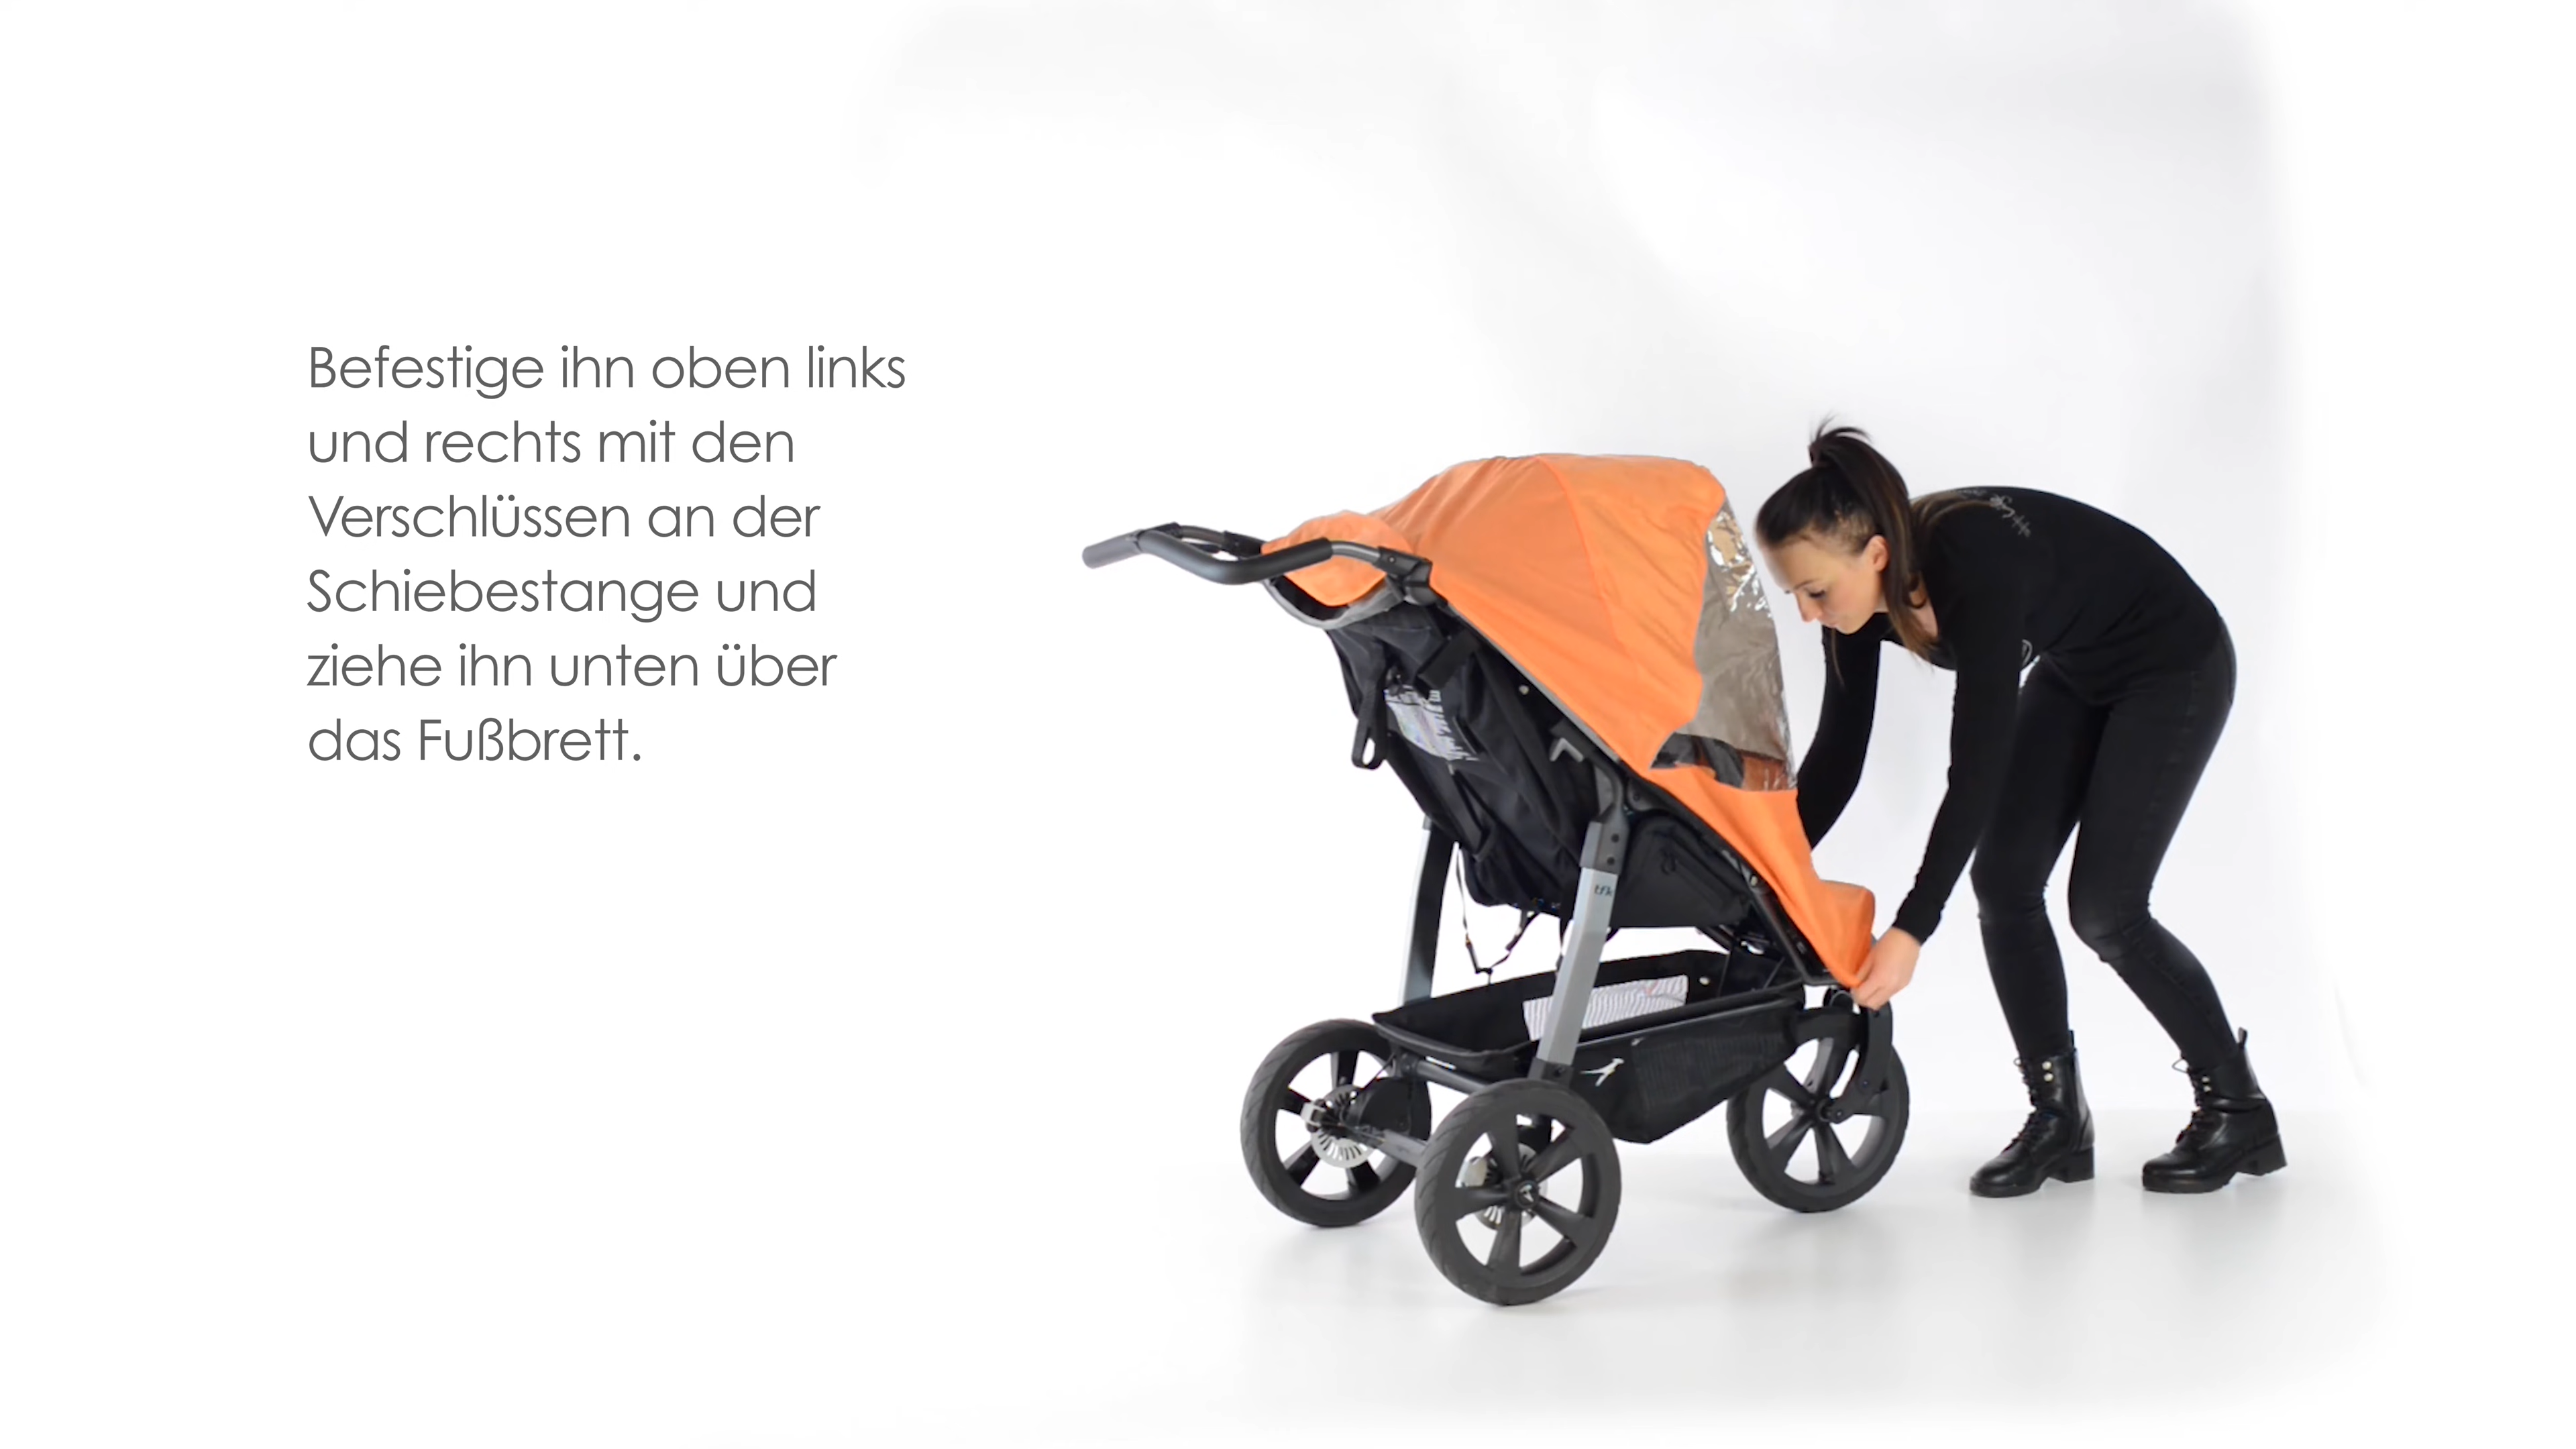 Befestige ihn oben links
und rechts mit den
Verschlüssen an der
Schiebestange und
ziehe ihn unten über
das Fußbrett.
tfk